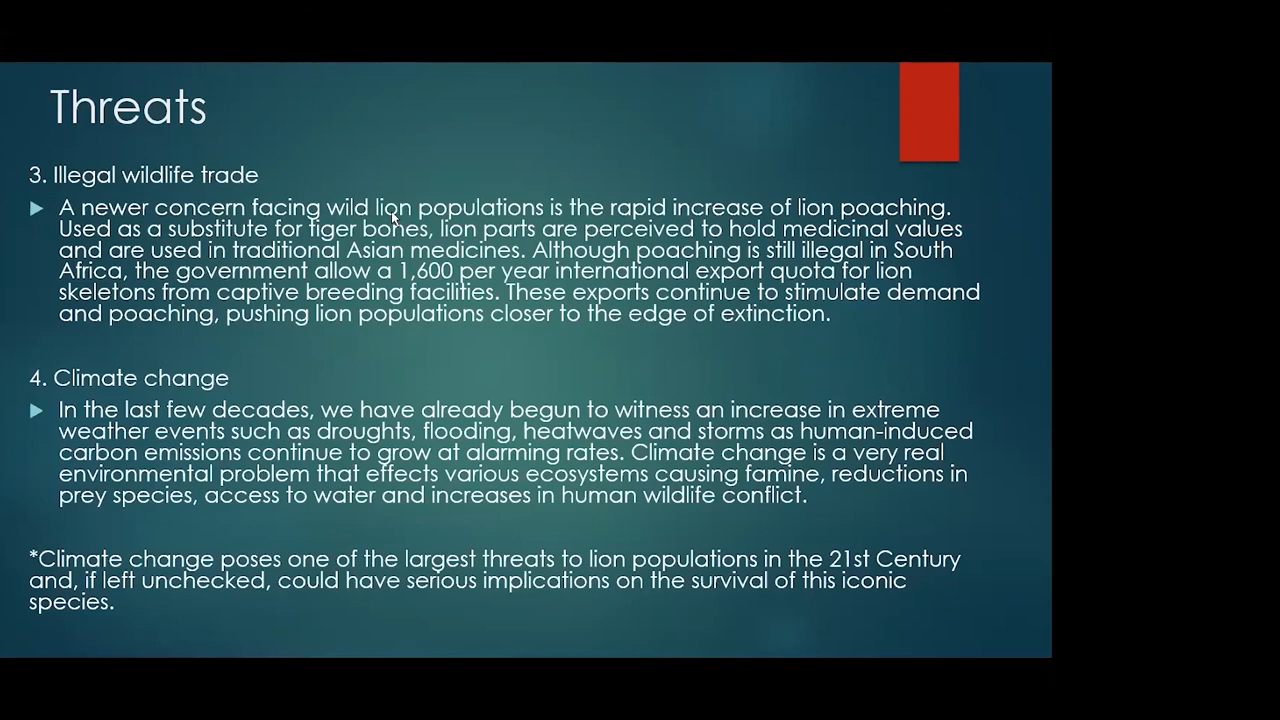 Threats
3. Illegal wildlife trade
A newer concern facing wild lion populations is the rapid increase of lion poaching.
Used as a substitute for tiger bones, lion parts are perceived to hold medicinal values
and are used in traditional Asian medicines. Although poaching is still illegal in South
Africa, the government allow a 1,600 per year international export quota for lion
skeletons from captive breeding facilities. These exports continue to stimulate demand
and poaching, pushing lion populations closer to the edge of extinction.
4. Climate change
In the last few decades, we have already begun to witness an increase in extreme
weather events such as droughts, flooding, heatwaves and storms as human-induced
carbon emissions continue to grow at alarming rates. Climate change is a very real
environmental problem that effects various ecosystems causing famine, reductions in
prey species, access to water and increases in human wildlife conflict.
*Climate change poses one of the largest threats to lion populations in the 21st Century
and, if left unchecked, could have serious implications on the survival of this iconic
species.